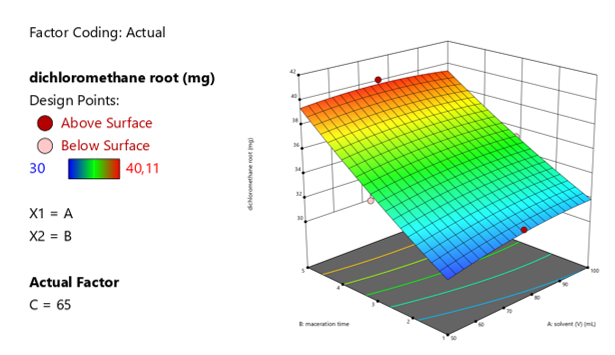 Factor Coding: Actual
dichloromethane root (mg)
Design Points:
Above Surface
Below Surface
30 40,11
X1 = A
X2 = B
Actual Factor
C = 65
dichloromethane root (mg)
42
40
38
36
34
32
30
5
4
3
2
1
50
60
70
80
90
100
B: maceration time
A: solvent (V) (mL)